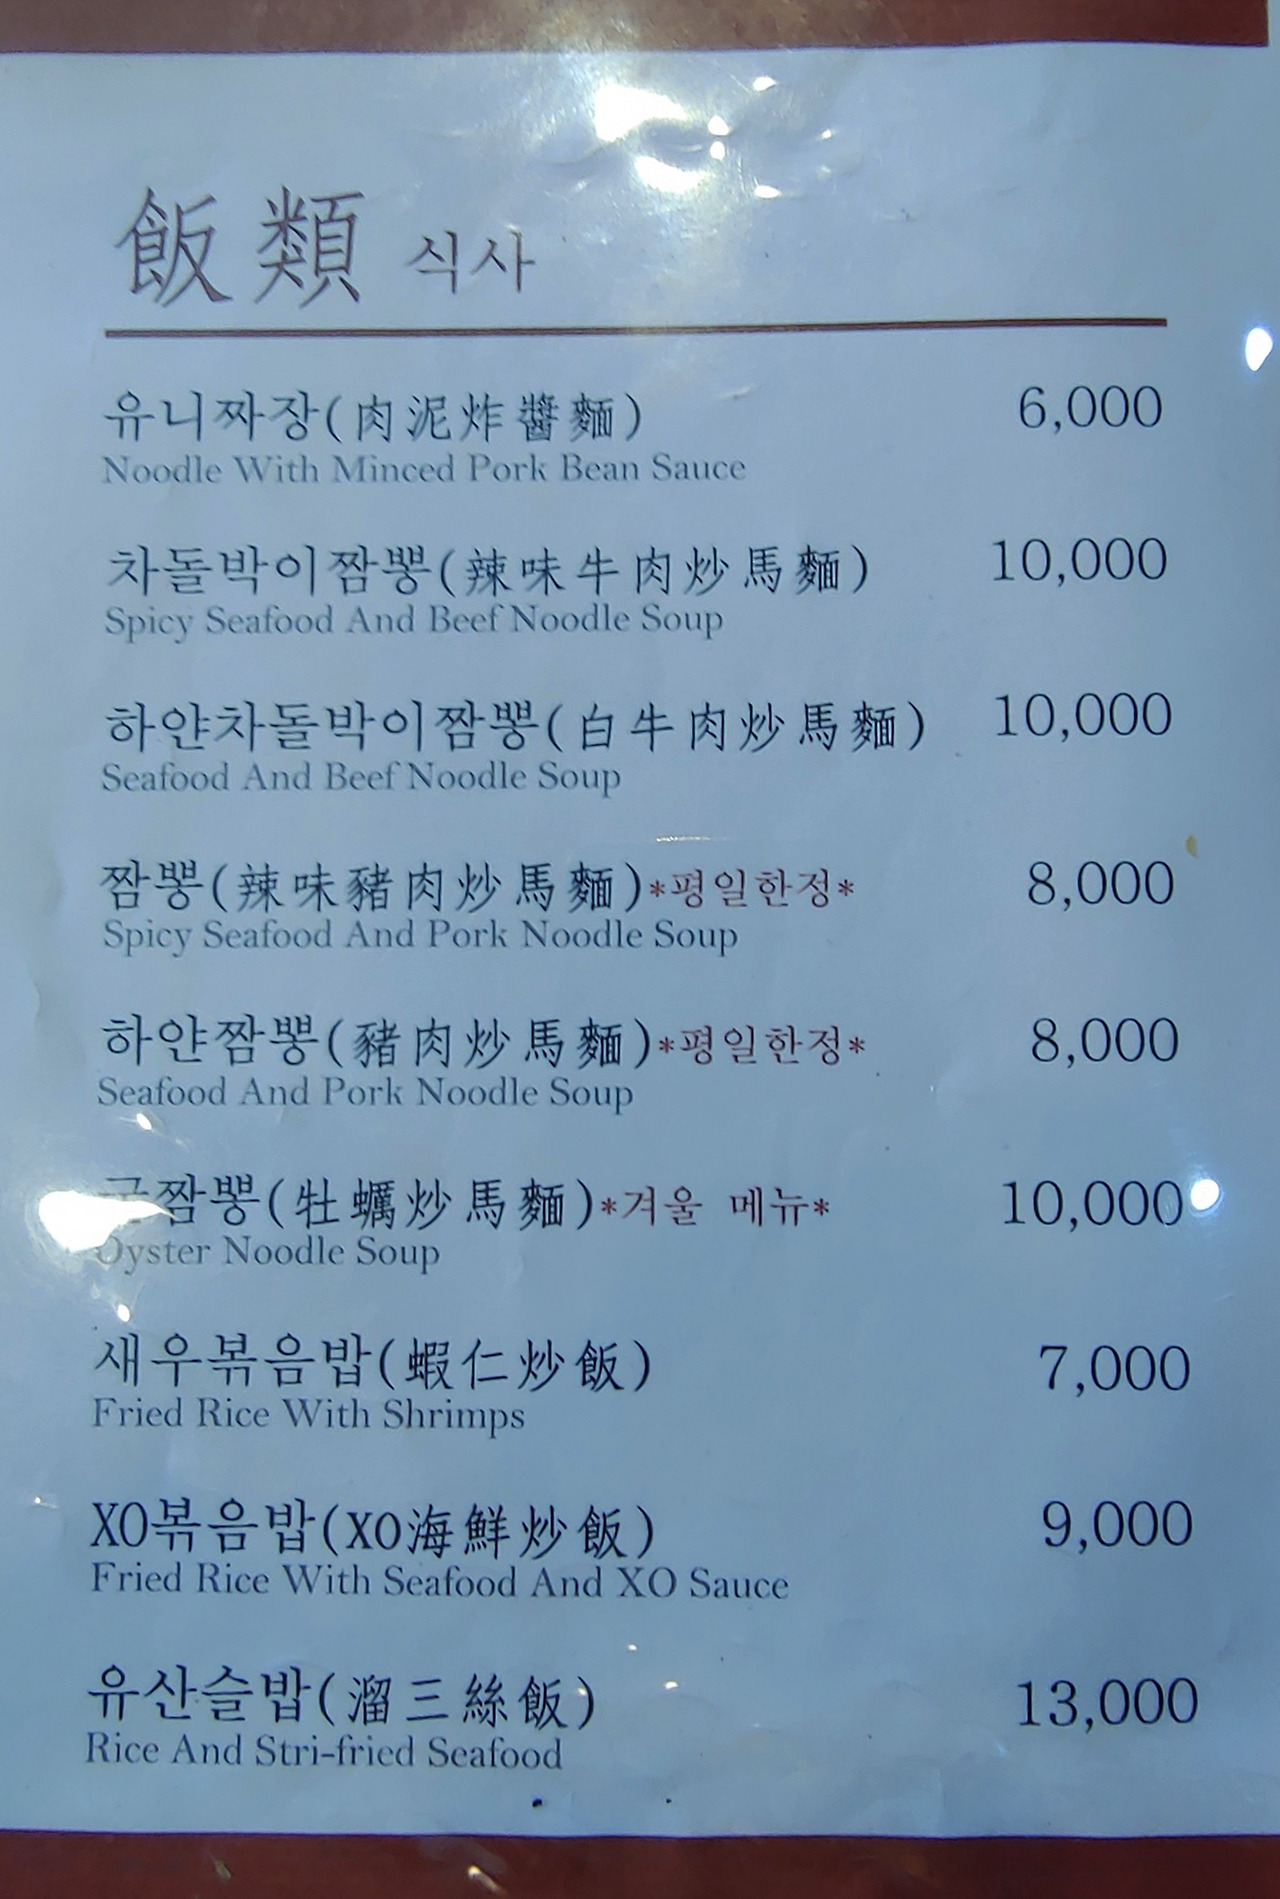 飯類 식사
유니짜장(肉泥炸醬麵) 6,000
Noodle With Minced Pork Bean Sauce
차돌박이짬뽕(辣味牛肉炒馬麵) 10,000
Spicy Seafood And Beef Noodle Soup
하얀차돌박이짬뽕(白牛肉炒馬麵) 10,000
Seafood And Beef Noodle Soup
짬뽕(辣味豬肉炒馬麵)*평일한정* 8,000
Spicy Seafood And Pork Noodle Soup
하얀짬뽕(豬肉炒馬麵)*평일한정* 8,000
Seafood And Pork Noodle Soup
굴짬뽕(牡蠣炒馬麵)*겨울 메뉴* 10,000
Oyster Noodle Soup
새우볶음밥(蝦仁炒飯) 7,000
Fried Rice With Shrimps
XO볶음밥(XO海鮮炒飯) 9,000
Fried Rice With Seafood And XO Sauce
유산슬밥(溜三絲飯) 13,000
Rice And Stri-fried Seafood